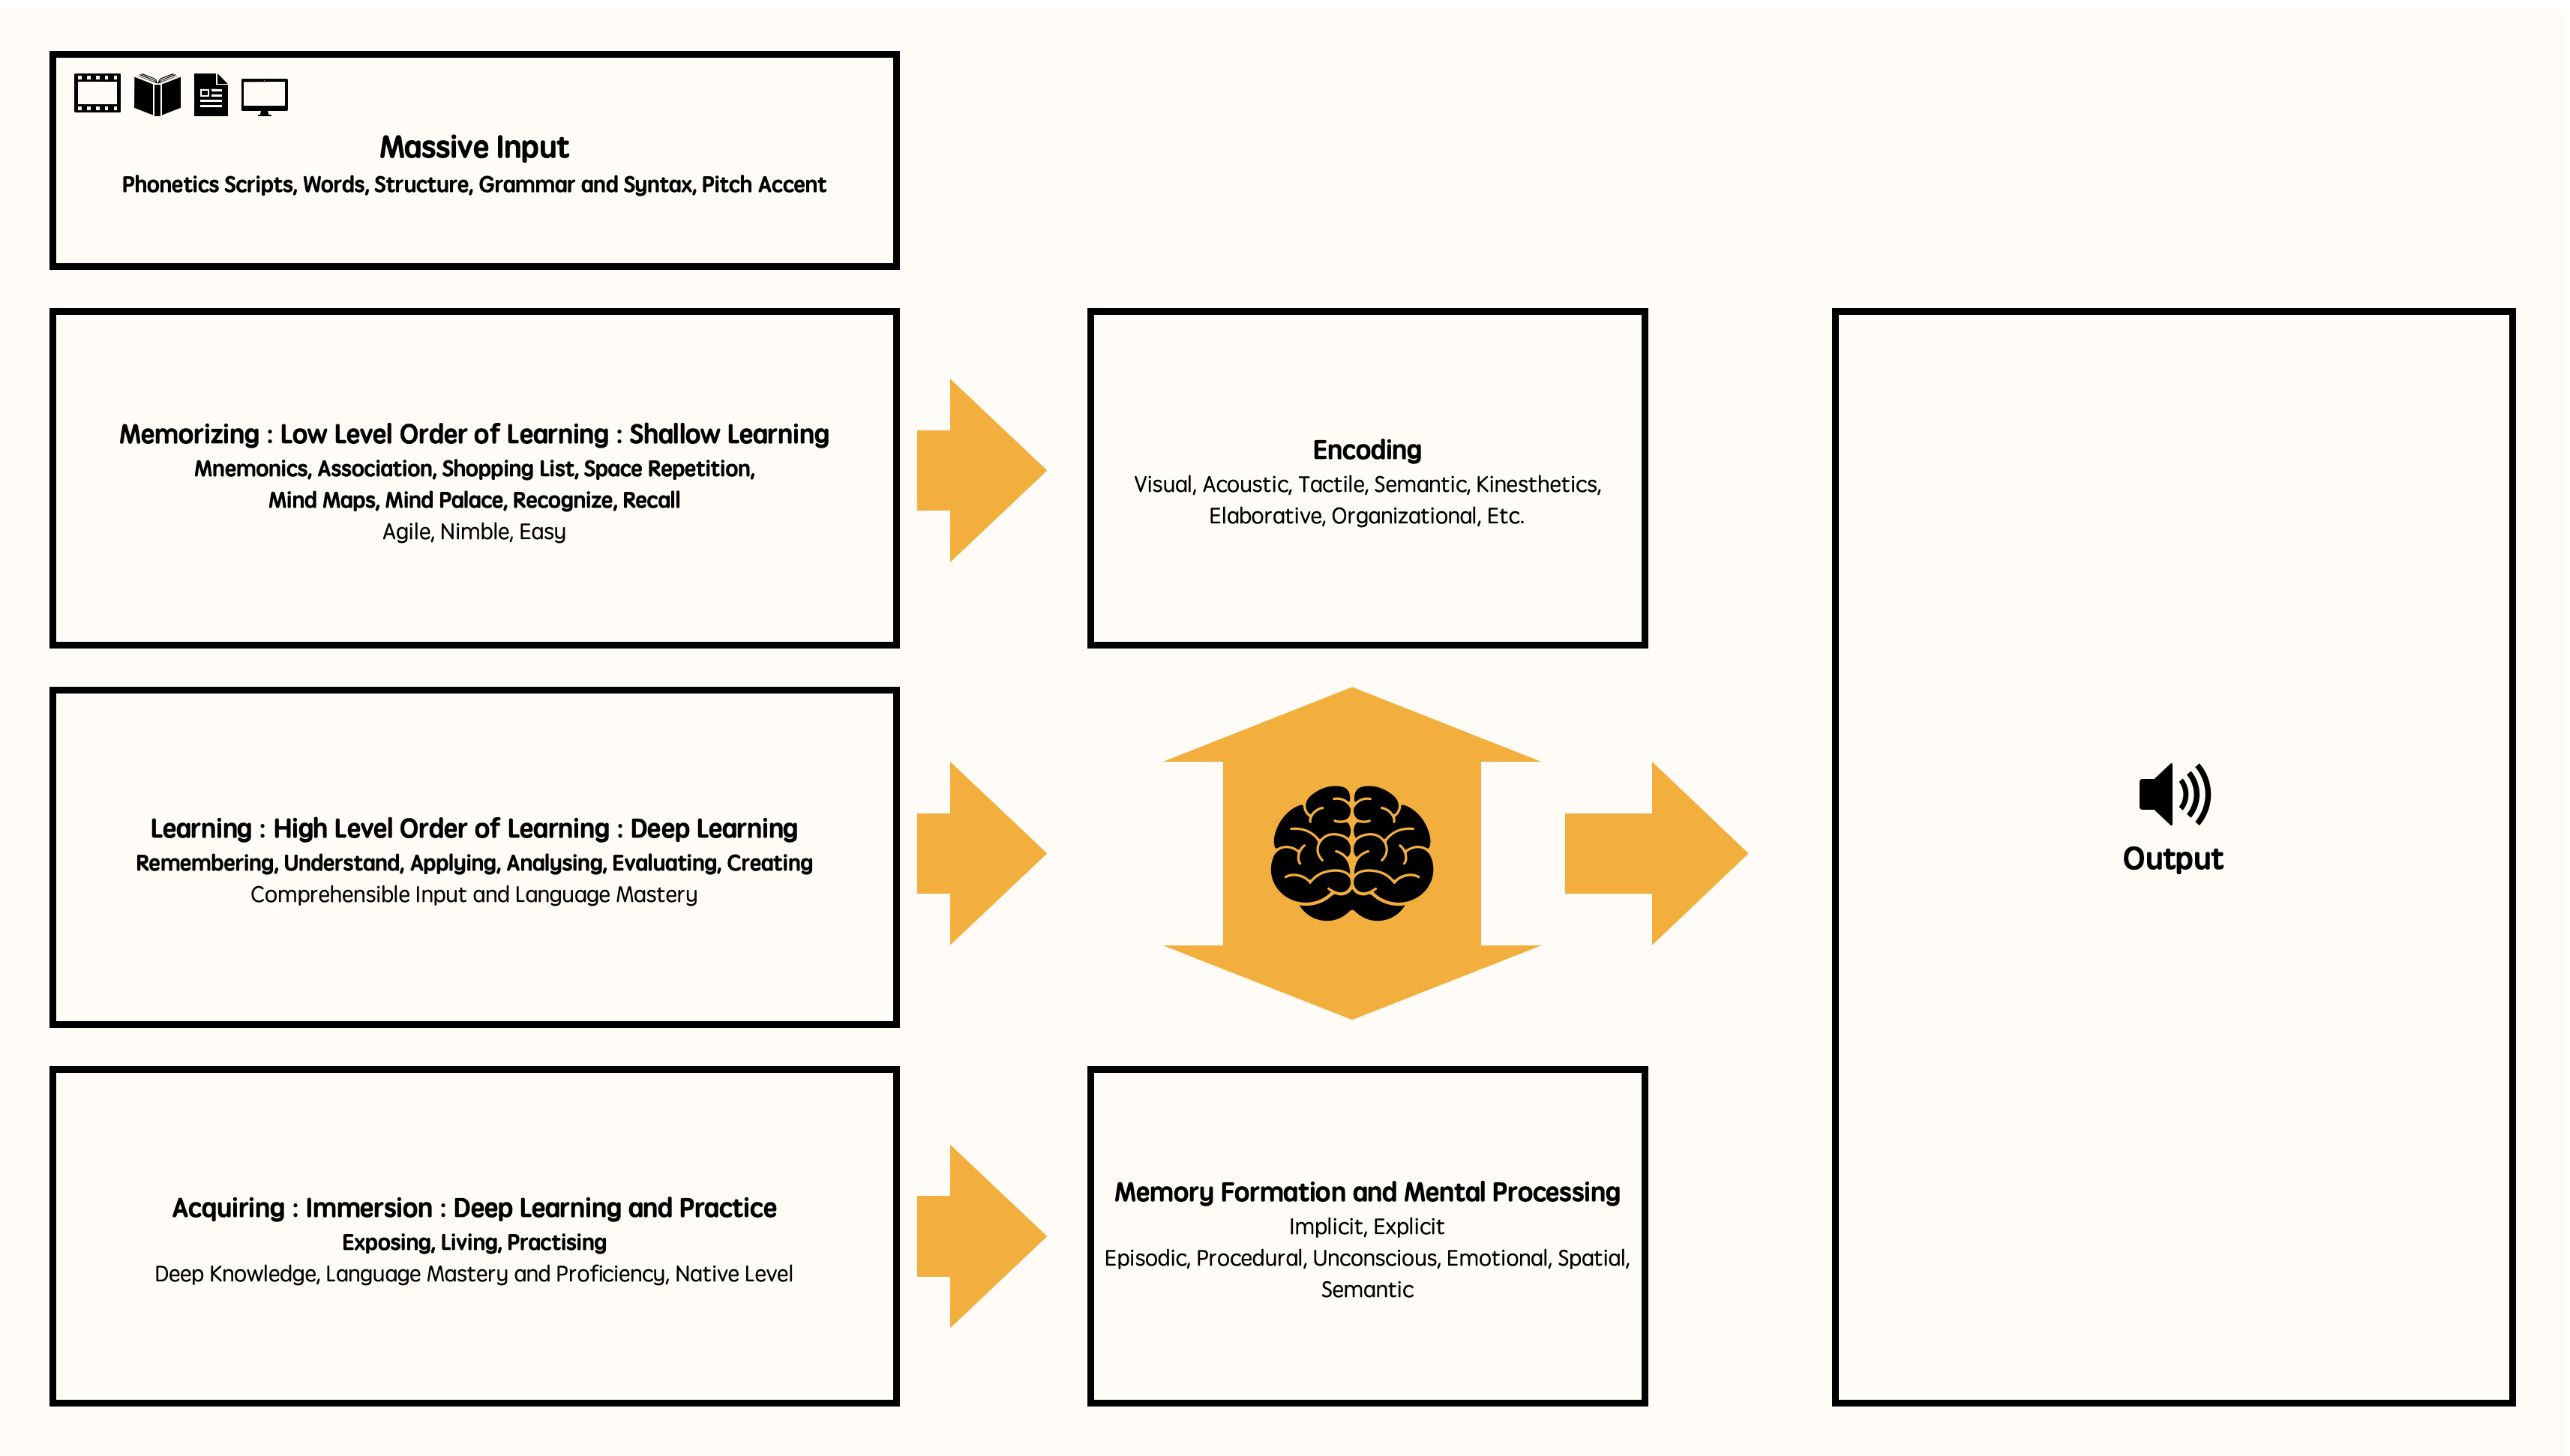 Massive Input
Phonetics Scripts, Words, Structure, Grammar and Syntax, Pitch Accent
Memorizing : Low Level Order of Learning : Shallow Learning
Mnemonics, Association, Shopping List, Space Repetition,
Mind Maps, Mind Palace, Recognize, Recall
Agile, Nimble, Easy
Encoding
Visual, Acoustic, Tactile, Semantic, Kinesthetics,
Elaborative, Organizational, Etc.
Learning : High Level Order of Learning : Deep Learning
Remembering, Understand, Applying, Analysing, Evaluating, Creating
Comprehensible Input and Language Mastery
Output
Acquiring : Immersion : Deep Learning and Practice
Exposing, Living, Practising
Deep Knowledge, Language Mastery and Proficiency, Native Level
Memory Formation and Mental Processing
Implicit, Explicit
Episodic, Procedural, Unconscious, Emotional, Spatial,
Semantic